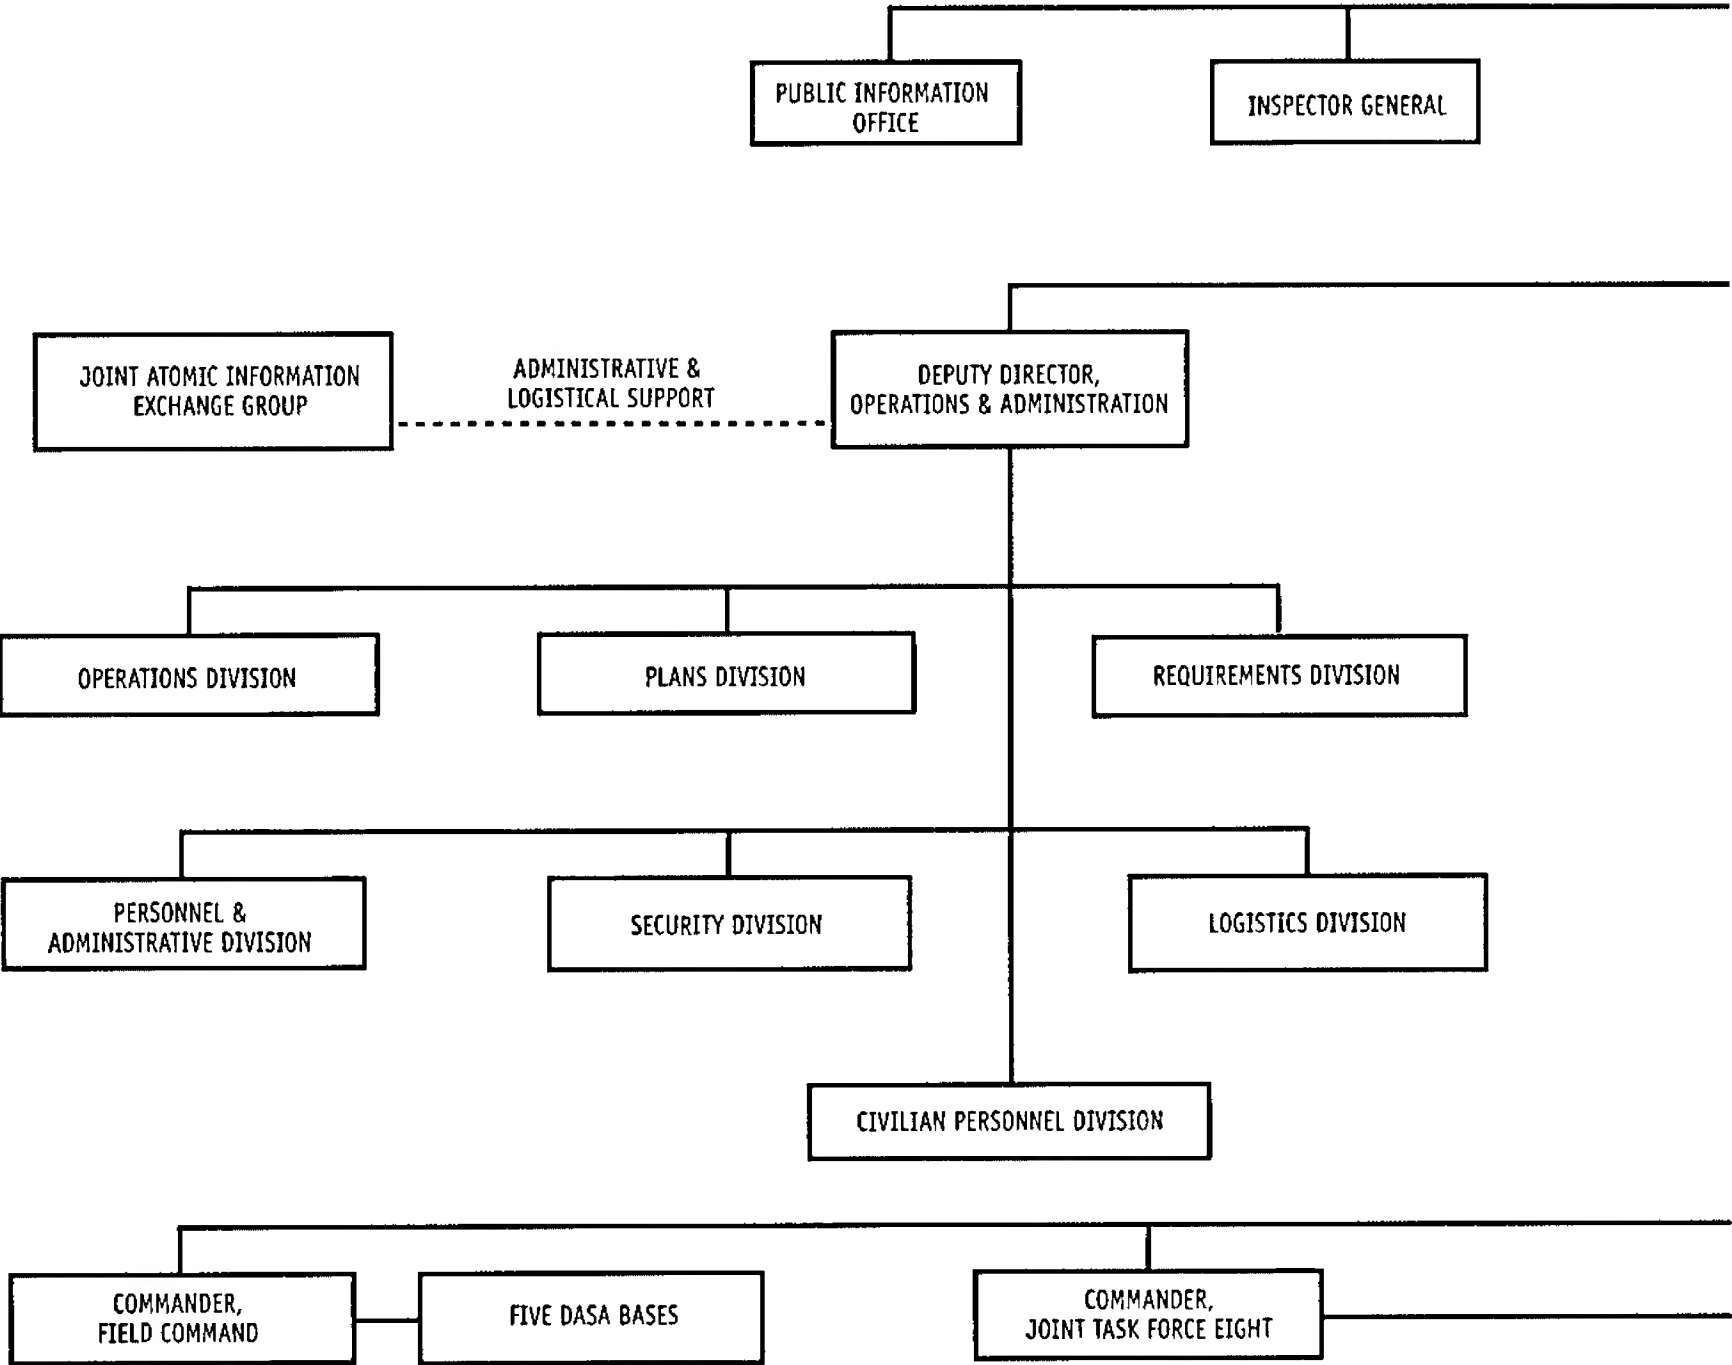 PUBLIC INFORMATION
OFFICE
INSPECTOR GENERAL
JOINT ATOMIC INFORMATION
EXCHANGE GROUP
ADMINISTRATIVE &
LOGISTICAL SUPPORT
DEPUTY DIRECTOR,
OPERATIONS & ADMINISTRATION
OPERATIONS DIVISION
PLANS DIVISION
REQUIREMENTS DIVISION
PERSONNEL &
ADMINISTRATIVE DIVISION
SECURITY DIVISION
LOGISTICS DIVISION
CIVILIAN PERSONNEL DIVISION
COMMANDER,
FIELD COMMAND
FIVE DASA BASES
COMMANDER,
JOINT TASK FORCE EIGHT